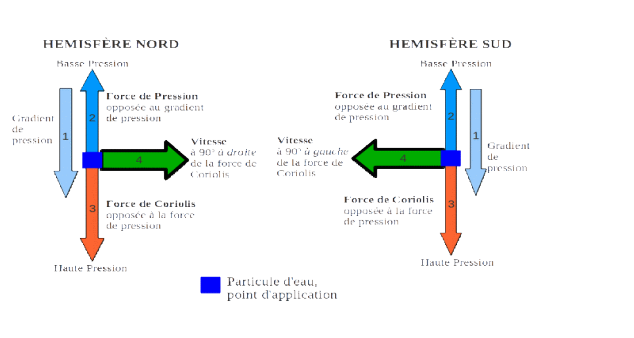 HEMISFÈRE NORD
Basse Pression
Force de Pression
opposée au gradient
de pression
Gradient
de
pression
1
2
Vitesse
à 90° à droite
de la force de
Coriolis
4
Force de Coriolis
opposée à la force
de pression
3
Haute Pression
HEMISFÈRE SUD
Basse Pression
Force de Pression
opposée au gradient
de pression
2
1
Gradient
de
pression
Vitesse
à 90° à gauche
de la force de
Coriolis
4
Force de Coriolis
opposée à la force
de pression
3
Haute Pression
Particule d'eau,
point d'application